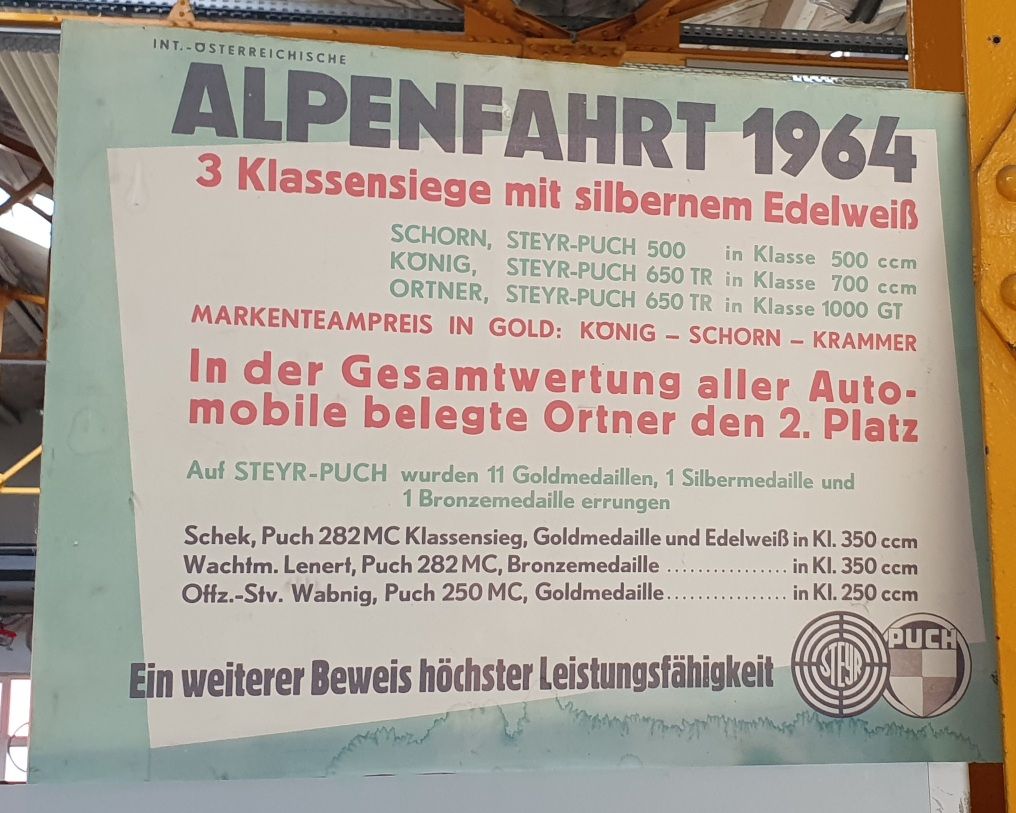 INT.-ÖSTERREICHISCHE
ALPENFAHRT 1964
3 Klassensiege mit silbernem Edelweiß
SCHORN, STEYR-PUCH 500 in Klasse 500 ccm
KÖNIG, STEYR-PUCH 650 TR in Klasse 700 ccm
ORTNER, STEYR-PUCH 650 TR in Klasse 1000 GT
MARKENTEAMPREIS IN GOLD: KÖNIG – SCHORN – KRAMMER
In der Gesamtwertung aller Auto-
mobile belegte Ortner den 2. Platz
Auf STEYR-PUCH wurden 11 Goldmedaillen, 1 Silbermedaille und
1 Bronzemedaille errungen
Schek, Puch 282 MC Klassensieg, Goldmedaille und Edelweiß in Kl. 350 ccm
Wachtm. Lenert, Puch 282 MC, Bronzemedaille ............... in Kl. 350 ccm
Offz.-Stv. Wabnig, Puch 250 MC, Goldmedaille ............... in Kl. 250 ccm
Ein weiterer Beweis höchster Leistungsfähigkeit
STEYR PUCH